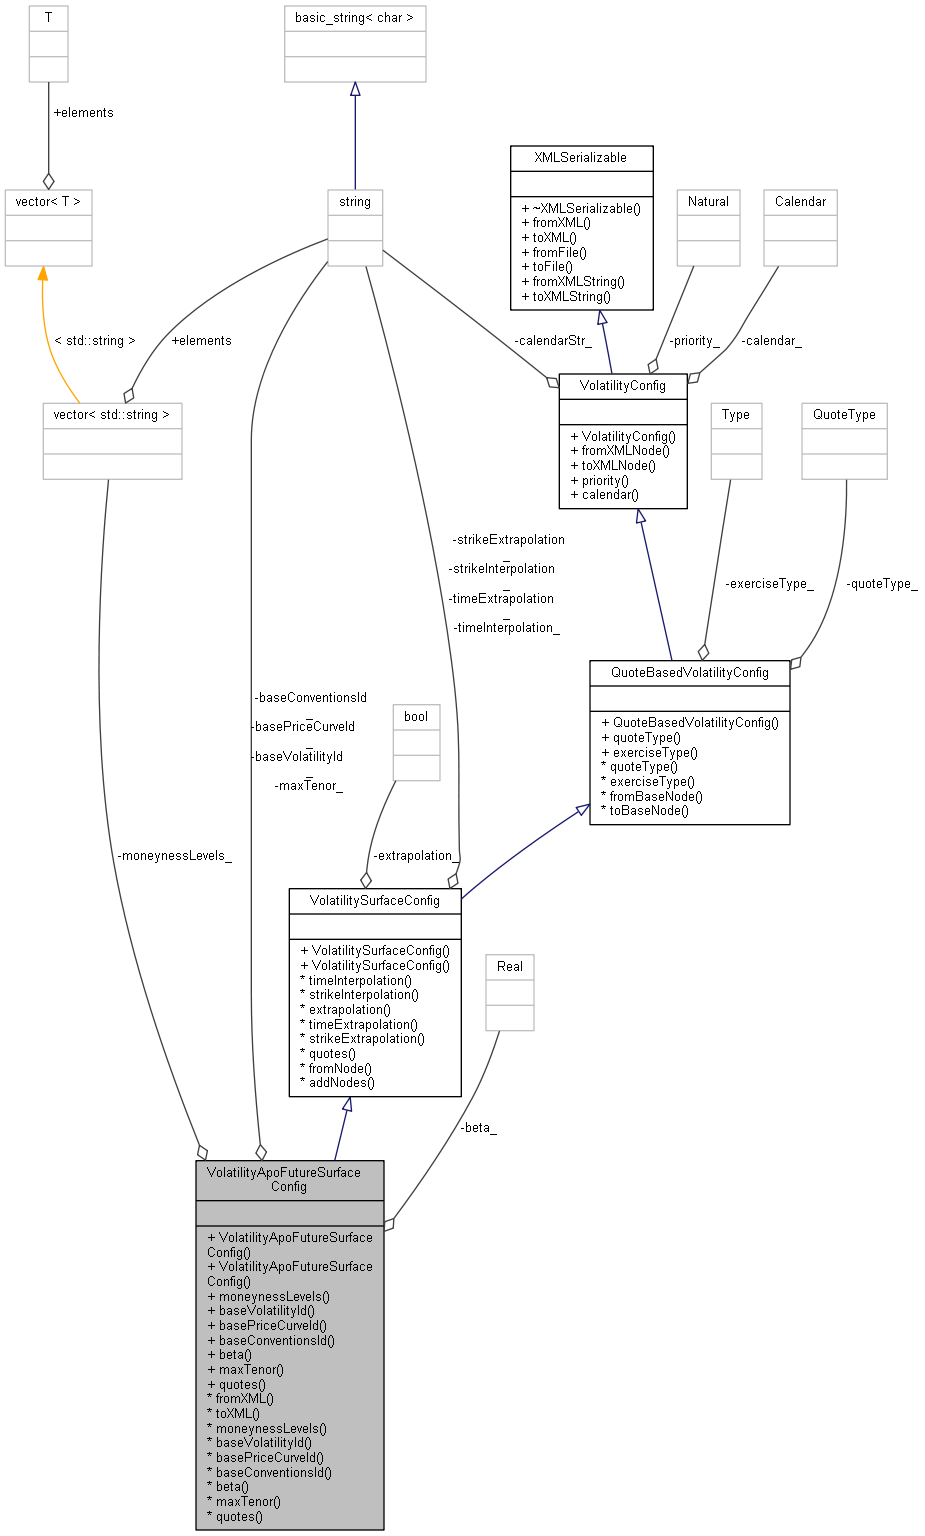 T
basic_string< char >
+elements
XMLSerializable
+ ~XMLSerializable()
+ fromXML()
+ toXML()
+ fromFile()
+ toFile()
+ fromXMLString()
+ toXMLString()
vector< T >
string
Natural
Calendar
< std::string >
+elements
-calendarStr_
-priority_
-calendar_
VolatilityConfig
+ VolatilityConfig()
+ fromXMLNode()
+ toXMLNode()
+ priority()
+ calendar()
vector< std::string >
Type
QuoteType
-strikeExtrapolation
_
-strikeInterpolation
_
-timeExtrapolation
_
-timeInterpolation_
-exerciseType_
-quoteType_
QuoteBasedVolatilityConfig
+ QuoteBasedVolatilityConfig()
+ quoteType()
+ exerciseType()
* quoteType()
* exerciseType()
* fromBaseNode()
* toBaseNode()
-baseConventionsId
_
-basePriceCurveId
_
-baseVolatilityId
_
-maxTenor_
bool
-moneynessLevels_
-extrapolation_
VolatilitySurfaceConfig
+ VolatilitySurfaceConfig()
+ VolatilitySurfaceConfig()
* timeInterpolation()
* strikeInterpolation()
* extrapolation()
* timeExtrapolation()
* strikeExtrapolation()
* quotes()
* fromNode()
* addNodes()
Real
-beta_
VolatilityApoFutureSurface
Config
+ VolatilityApoFutureSurface
Config()
+ VolatilityApoFutureSurface
Config()
+ moneynessLevels()
+ baseVolatilityId()
+ basePriceCurveId()
+ baseConventionsId()
+ beta()
+ maxTenor()
+ quotes()
* fromXML()
* toXML()
* moneynessLevels()
* baseVolatilityId()
* basePriceCurveId()
* baseConventionsId()
* beta()
* maxTenor()
* quotes()